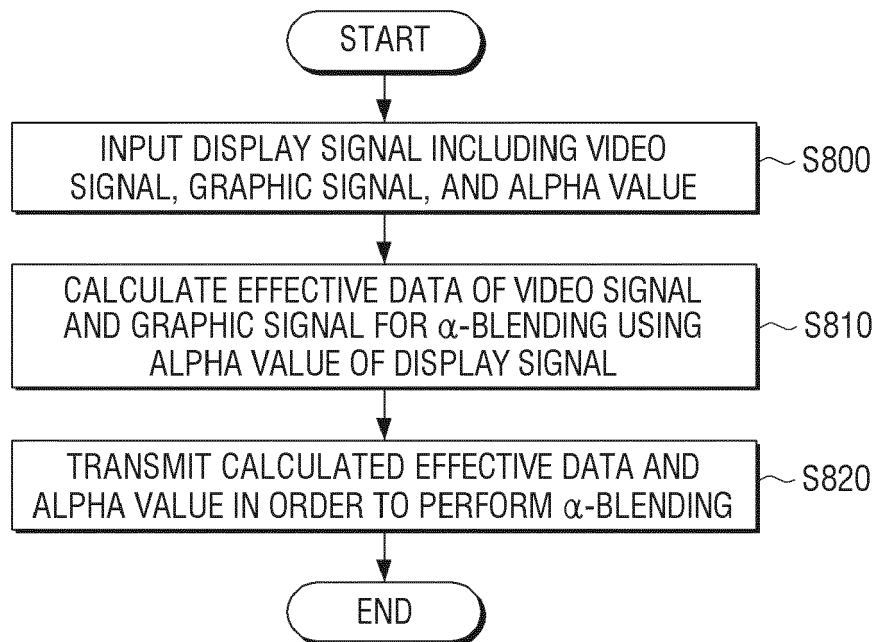 START
INPUT DISPLAY SIGNAL INCLUDING VIDEO
SIGNAL, GRAPHIC SIGNAL, AND ALPHA VALUE
S800
CALCULATE EFFECTIVE DATA OF VIDEO SIGNAL
AND GRAPHIC SIGNAL FOR α-BLENDING USING
ALPHA VALUE OF DISPLAY SIGNAL
S810
TRANSMIT CALCULATED EFFECTIVE DATA AND
ALPHA VALUE IN ORDER TO PERFORM α-BLENDING
S820
END